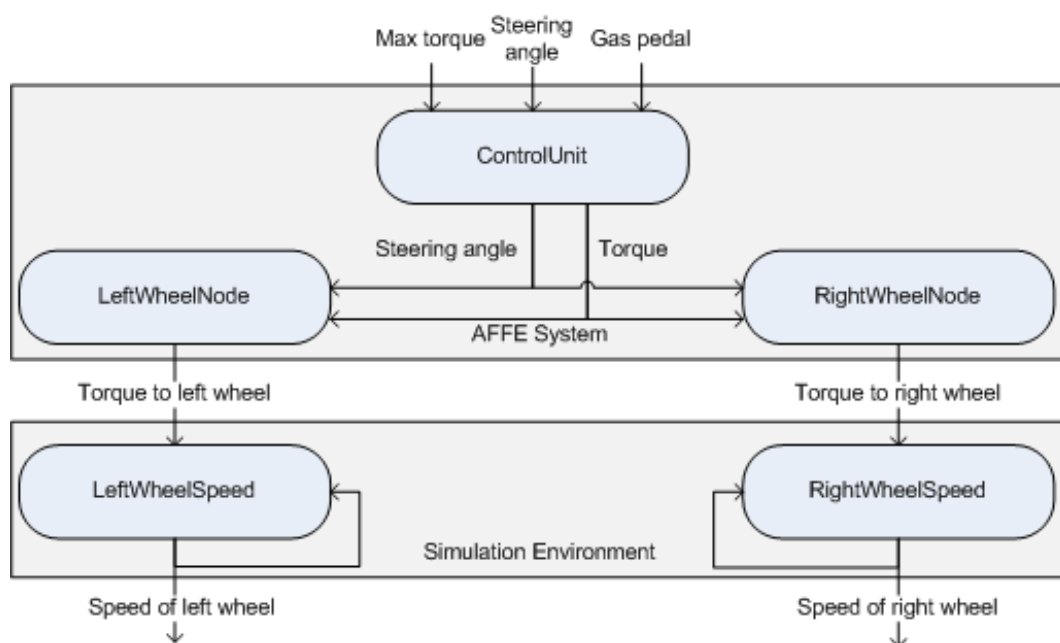 Max torque
Steering
angle
Gas pedal
ControlUnit
Steering angle
Torque
LeftWheelNode
RightWheelNode
AFFE System
Torque to left wheel
Torque to right wheel
LeftWheelSpeed
RightWheelSpeed
Simulation Environment
Speed of left wheel
Speed of right wheel